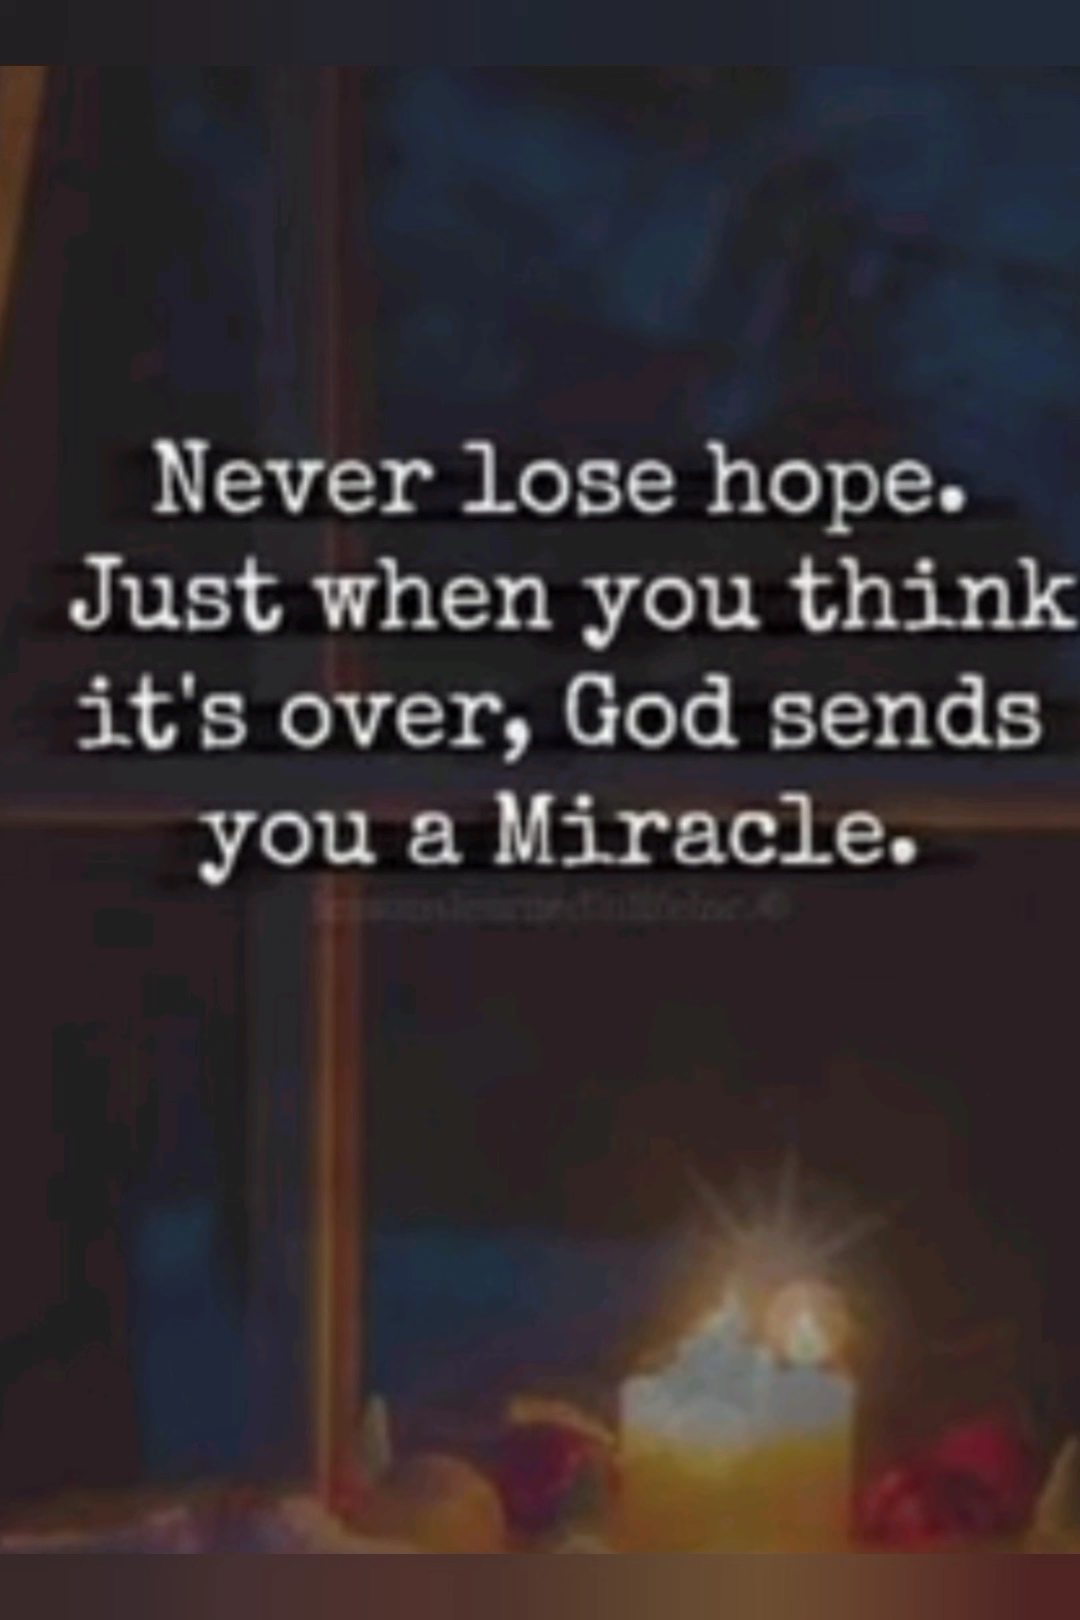 Never lose hope.
Just when you think
it's over, God sends
you a Miracle.